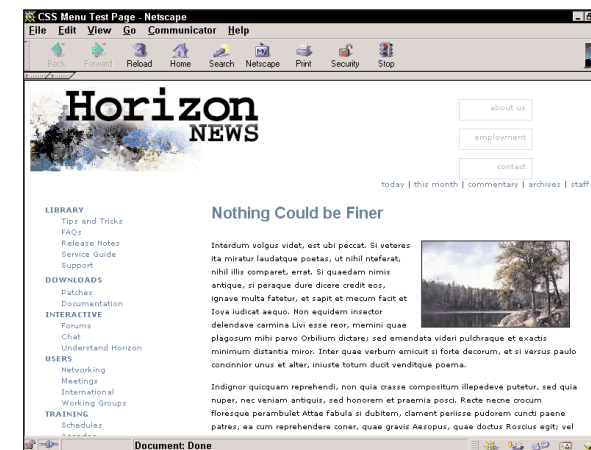 CSS Menu Test Page - Netscape
File Edit View Go Communicator Help
Back Forward Reload Home Search Netscape Print Security Stop
Horizon
NEWS
about us
employment
contact
today | this month | commentary | archives | staff
LIBRARY
Tips and Tricks
FAQs
Release Notes
Service Guide
Support
DOWNLOADS
Patches
Documentation
INTERACTIVE
Forums
Chat
Understand Horizon
USERS
Networking
Meetings
International
Working Groups
TRAINING
Schedules
Nothing Could be Finer
Interdum volgus videt, est ubi peccat. Si veteres
ita miratur laudatque poetas, ut nihil nteferat,
nihil illis comparet, errat. Si quaedam nimis
antique, si peraque dure dicere credit eos,
ignave multa fatetur, et sapit et mecum facit et
Iova iudicat aequo. Non equidem insector
delendave carmina Livi esse reor, memini quae
plagosum mihi parvo Orbilium dictare; sed emendata videri pulchraque et exactis
minimum distantia miror. Inter quae verbum emicuit si forte decorum, et si versus paulo
concinnior unus et alter, iniuste totum ducit venditque poema.
Indignor quicquam reprehendi, non quia crasse compositum illepedeve putetur, sed quia
nuper, nec veniam antiquis, sed honorem et praemia posci. Recte necne crocum
floresque perambulet Attae fabula si dubitem, clament periisse pudorem cuncti paene
patres, ea cum reprehendere coner, quae gravis Aesopus, quae doctus Roscius egit; vel
Document: Done